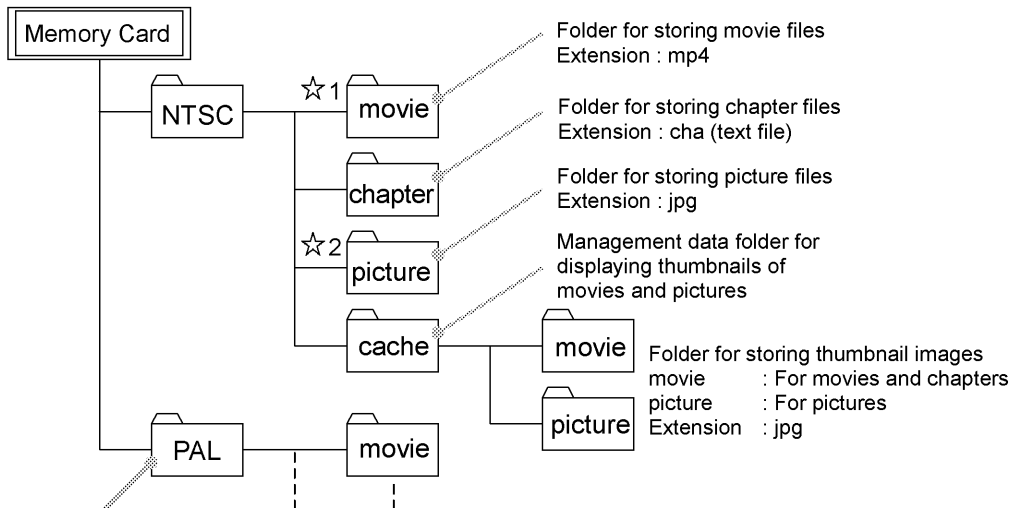 Memory Card
Folder for storing movie files
Extension : mp4
☆1
NTSC
movie
Folder for storing chapter files
Extension : cha (text file)
chapter
Folder for storing picture files
Extension : jpg
☆2
picture
Management data folder for
displaying thumbnails of
movies and pictures
cache
movie
Folder for storing thumbnail images
movie : For movies and chapters
picture : For pictures
Extension : jpg
picture
PAL
movie